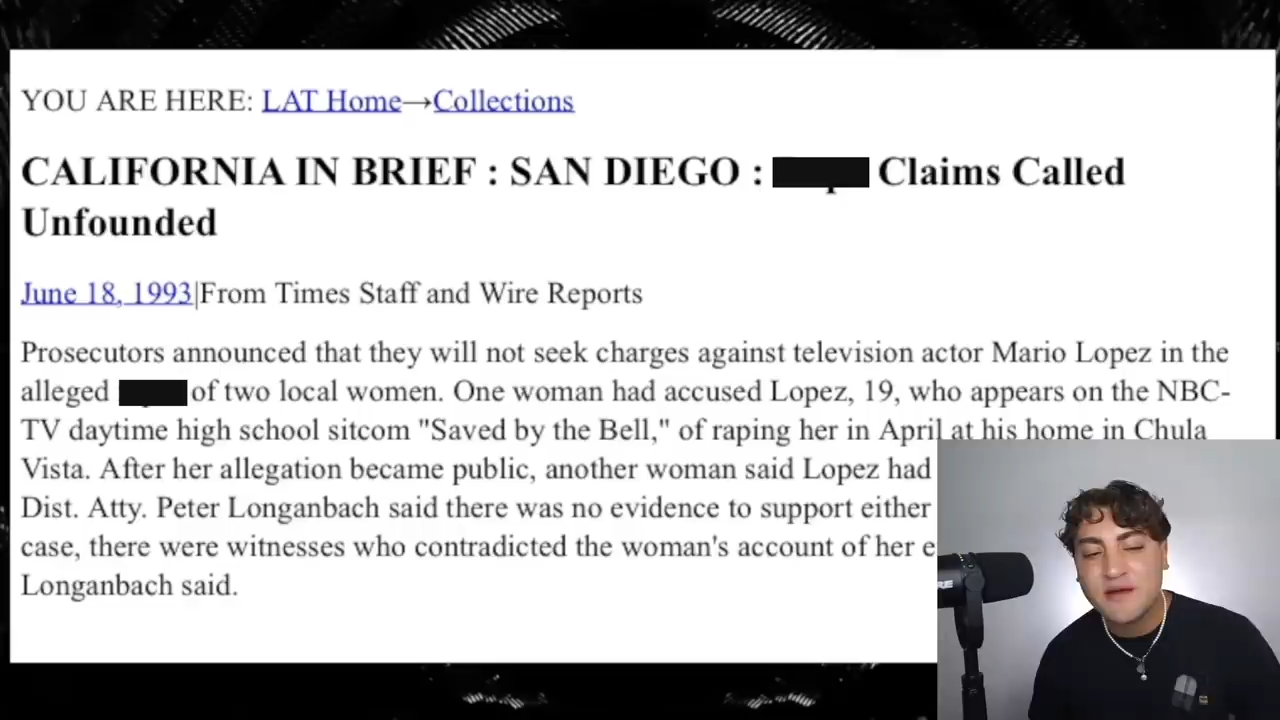 YOU ARE HERE: LAT Home→Collections
CALIFORNIA IN BRIEF : SAN DIEGO : Claims Called
Unfounded
June 18, 1993|From Times Staff and Wire Reports
Prosecutors announced that they will not seek charges against television actor Mario Lopez in the
alleged of two local women. One woman had accused Lopez, 19, who appears on the NBC-
TV daytime high school sitcom "Saved by the Bell," of raping her in April at his home in Chula
Vista. After her allegation became public, another woman said Lopez had
Dist. Atty. Peter Longanbach said there was no evidence to support either
case, there were witnesses who contradicted the woman's account of her
Longanbach said.